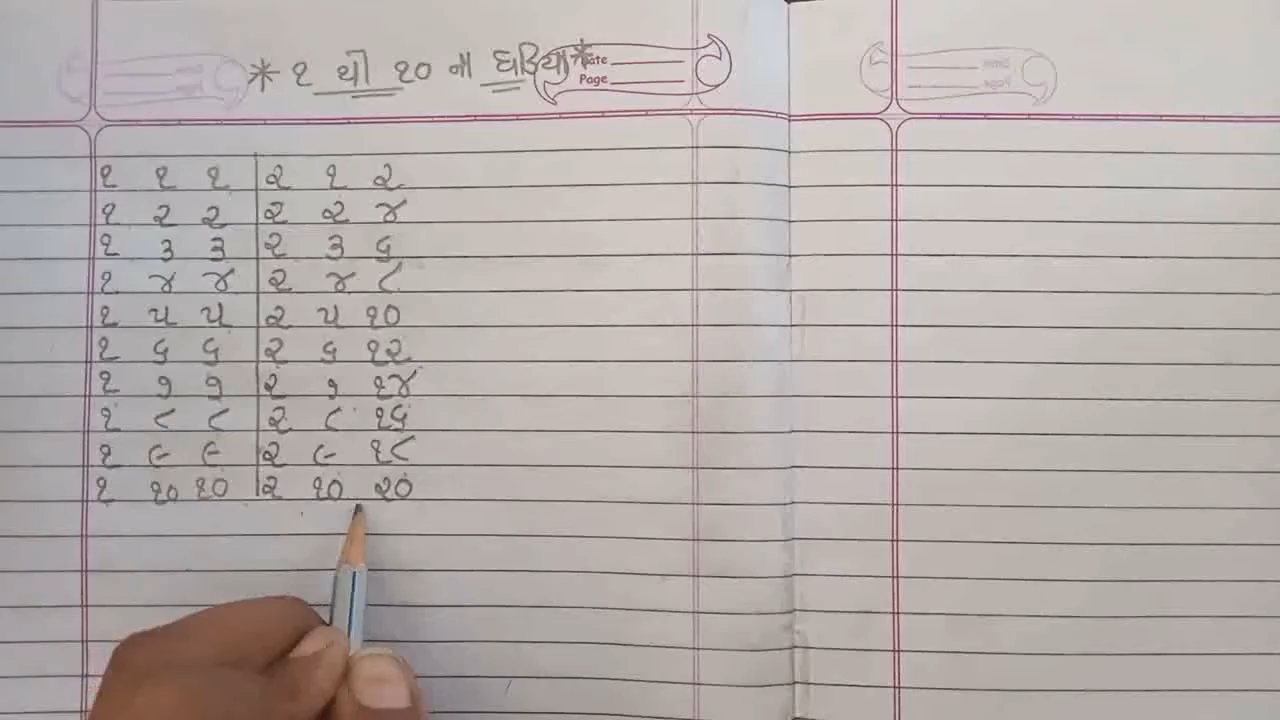 * ૧ થી ૧૦ ના ઘડિયા *
Date
Page
૧ ૧ ૧ ૨ ૧ ૨
૧ ૨ ૨ ૨ ૨ ૪
૧ ૩ ૩ ૨ ૩ ૬
૧ ૪ ૪ ૨ ૪ ૮
૧ ૫ ૫ ૨ ૫ ૧૦
૧ ૬ ૬ ૨ ૬ ૧૨
૧ ૭ ૭ ૨ ૭ ૧૪
૧ ૮ ૮ ૨ ૮ ૧૬
૧ ૯ ૯ ૨ ૯ ૧૮
૧ ૧૦ ૧૦ ૨ ૧૦ ૨૦